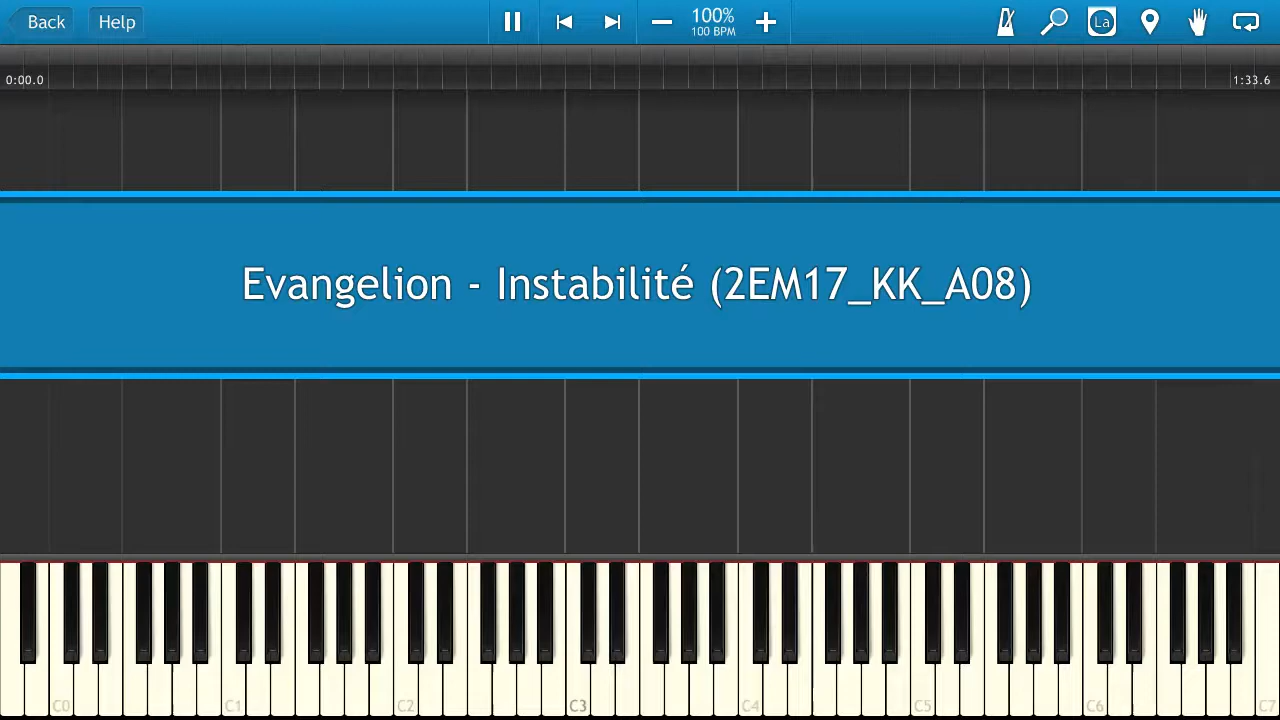 Back
Help
100%
100 BPM
La
0:00.0
1:33.6
Evangelion - Instabilité (2EM17_KK_A08)
C0
C1
C2
C3
C4
C5
C6
C7